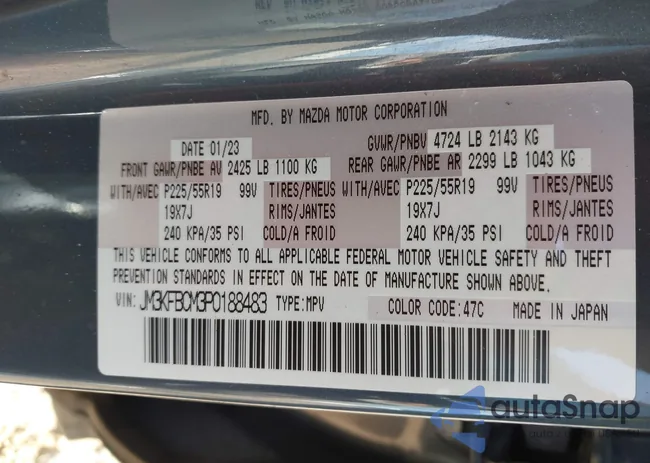 MFD. BY MAZDA MOTOR CORPORATION
DATE 01/23 GVWR/PNBV 4724 LB 2143 KG
FRONT GAWR/PNBE AV 2425 LB 1100 KG REAR GAWR/PNBE AR 2299 LB 1043 KG
WITH/AVEC P225/55R19 99V TIRES/PNEUS WITH/AVEC P225/55R19 99V TIRES/PNEUS
19X7J RIMS/JANTES 19X7J RIMS/JANTES
240 KPA/35 PSI COLD/A FROID 240 KPA/35 PSI COLD/A FROID
THIS VEHICLE CONFORMS TO ALL APPLICABLE FEDERAL MOTOR VEHICLE SAFETY AND THEFT
PREVENTION STANDARDS IN EFFECT ON THE DATE OF MANUFACTURE SHOWN ABOVE.
VIN: JM3KFBCM3P0188483 TYPE:MPV COLOR CODE:47C MADE IN JAPAN
autoSnap